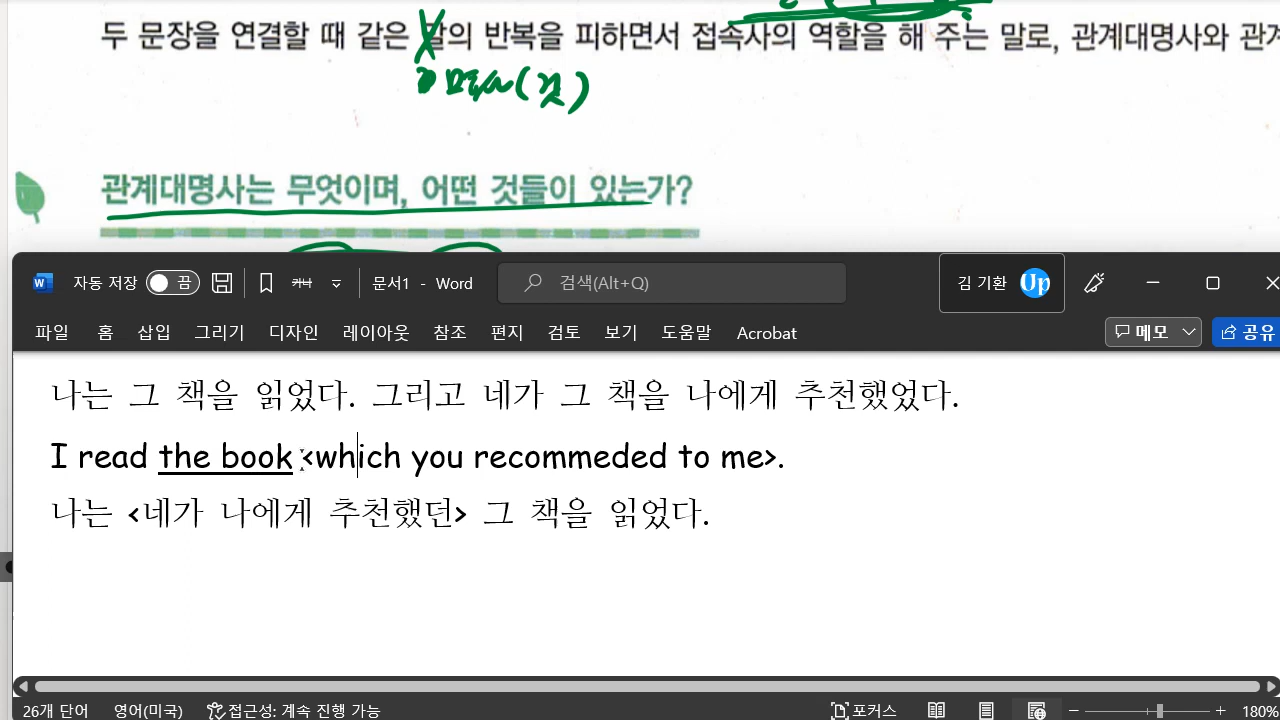 두 문장을 연결할 때 같은 말의 반복을 피하면서 접속사의 역할을 해 주는 말로, 관계대명사와 관계
명사(것)
관계대명사는 무엇이며, 어떤 것들이 있는가?
자동 저장 끔 가나 문서1 - Word 검색(Alt+Q) 김 기환 Up
파일 홈 삽입 그리기 디자인 레이아웃 참조 편지 검토 보기 도움말 Acrobat 메모 공유
나는 그 책을 읽었다. 그리고 네가 그 책을 나에게 추천했었다.
I read the book <which you recommeded to me>.
나는 <네가 나에게 추천했던> 그 책을 읽었다.
26개 단어 영어(미국) 접근성: 계속 진행 가능 포커스 180%